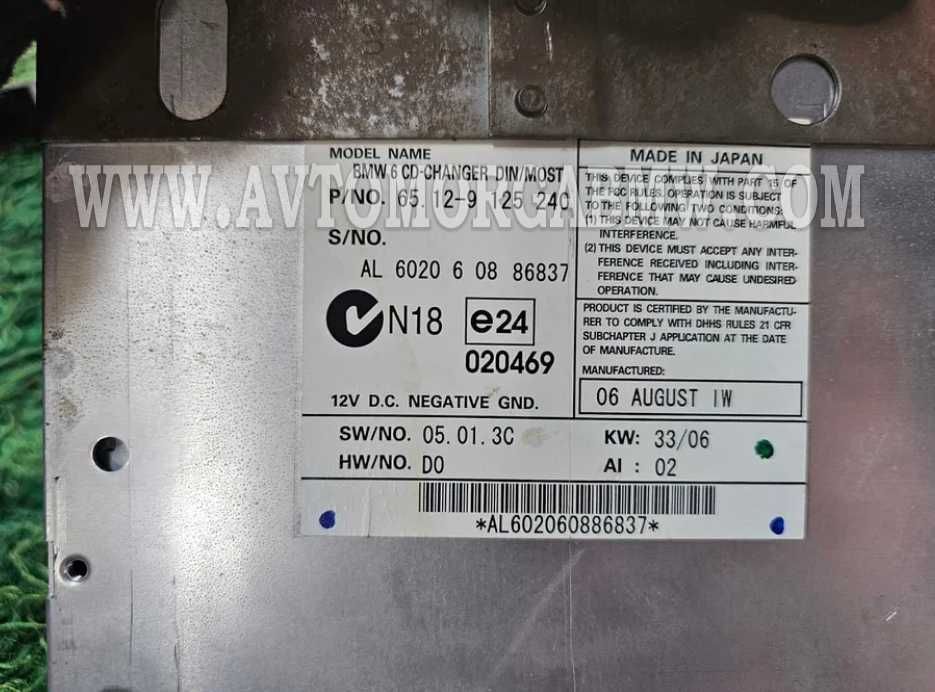 MODEL NAME
BMW 6 CD-CHANGER DIN/MOST
P/NO. 65.12-9 125 240
S/NO.
AL 6020 6 08 86837
N18 e24
020469
12V D.C. NEGATIVE GND.
MADE IN JAPAN
THIS DEVICE COMPLIES WITH PART 15 OF
THE FCC RULES. OPERATION IS SUBJECT
TO THE FOLLOWING TWO CONDITIONS:
(1) THIS DEVICE MAY NOT CAUSE HARMFUL
INTERFERENCE.
(2) THIS DEVICE MUST ACCEPT ANY INTER-
FERENCE RECEIVED INCLUDING INTER-
FERENCE THAT MAY CAUSE UNDESIRED
OPERATION.
PRODUCT IS CERTIFIED BY THE MANUFACTU-
RER TO COMPLY WITH DHHS RULES 21 CFR
SUBCHAPTER J APPLICATION AT THE DATE
OF MANUFACTURE.
MANUFACTURED:
06 AUGUST IW
SW/NO. 05.01.3C
KW: 33/06
HW/NO. D0
AI : 02
*AL602060886837*